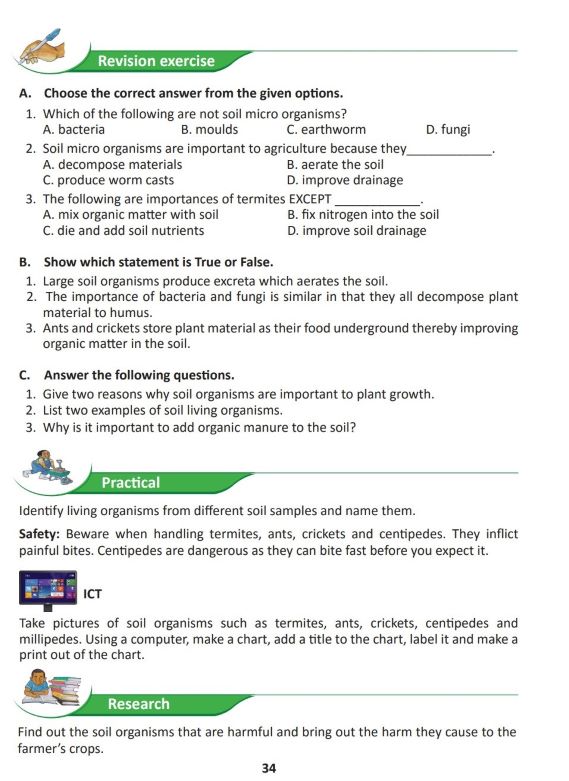 Revision exercise
A. Choose the correct answer from the given options.
1. Which of the following are not soil micro organisms?
A. bacteria B. moulds C. earthworm D. fungi
2. Soil micro organisms are important to agriculture because they____________.
A. decompose materials B. aerate the soil
C. produce worm casts D. improve drainage
3. The following are importances of termites EXCEPT ____________.
A. mix organic matter with soil B. fix nitrogen into the soil
C. die and add soil nutrients D. improve soil drainage
B. Show which statement is True or False.
1. Large soil organisms produce excreta which aerates the soil.
2. The importance of bacteria and fungi is similar in that they all decompose plant
material to humus.
3. Ants and crickets store plant material as their food underground thereby improving
organic matter in the soil.
C. Answer the following questions.
1. Give two reasons why soil organisms are important to plant growth.
2. List two examples of soil living organisms.
3. Why is it important to add organic manure to the soil?
Practical
Identify living organisms from different soil samples and name them.
Safety: Beware when handling termites, ants, crickets and centipedes. They inflict
painful bites. Centipedes are dangerous as they can bite fast before you expect it.
ICT
Take pictures of soil organisms such as termites, ants, crickets, centipedes and
millipedes. Using a computer, make a chart, add a title to the chart, label it and make a
print out of the chart.
Research
Find out the soil organisms that are harmful and bring out the harm they cause to the
farmer's crops.
34